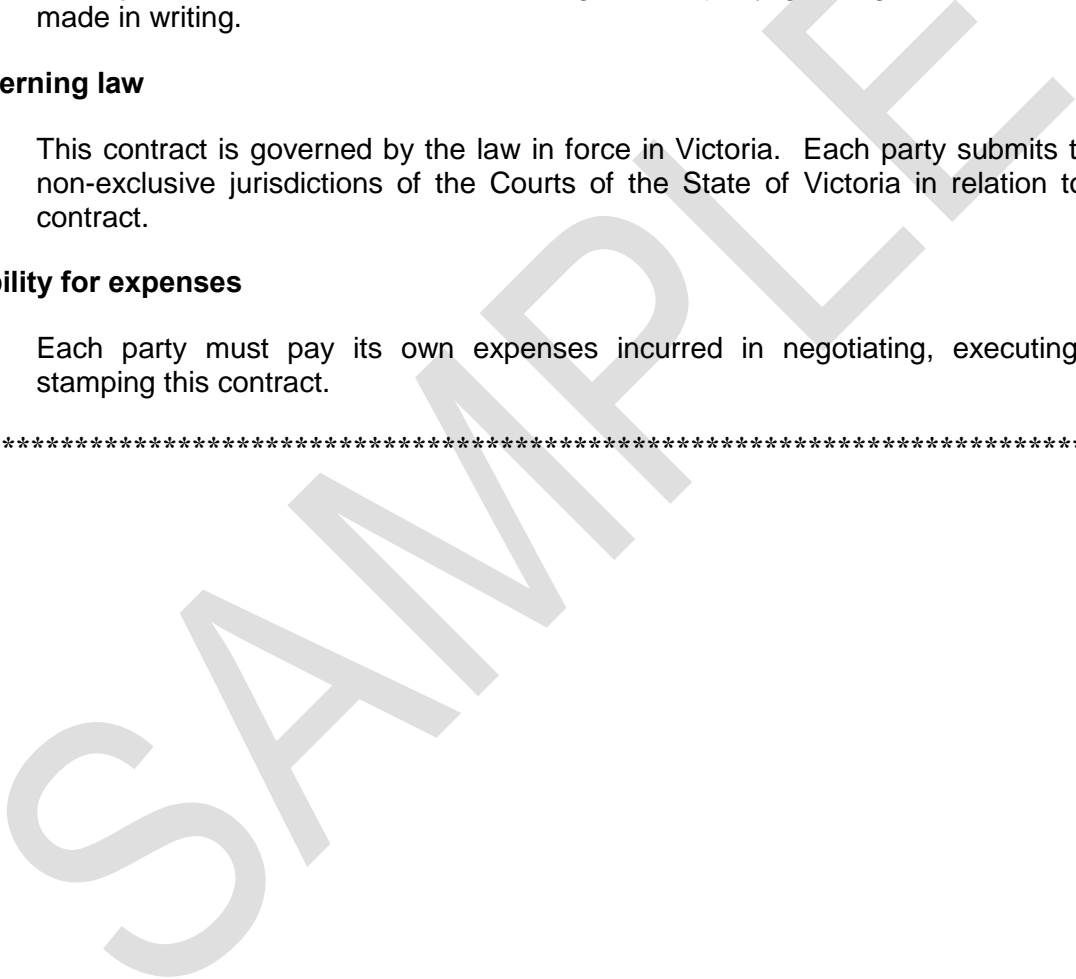 made in writing.
erning law
This contract is governed by the law in force in Victoria. Each party submits t
non-exclusive jurisdictions of the Courts of the State of Victoria in relation to
contract.
bility for expenses
Each party must pay its own expenses incurred in negotiating, executing
stamping this contract.
**************************************************************************
SAMPLE